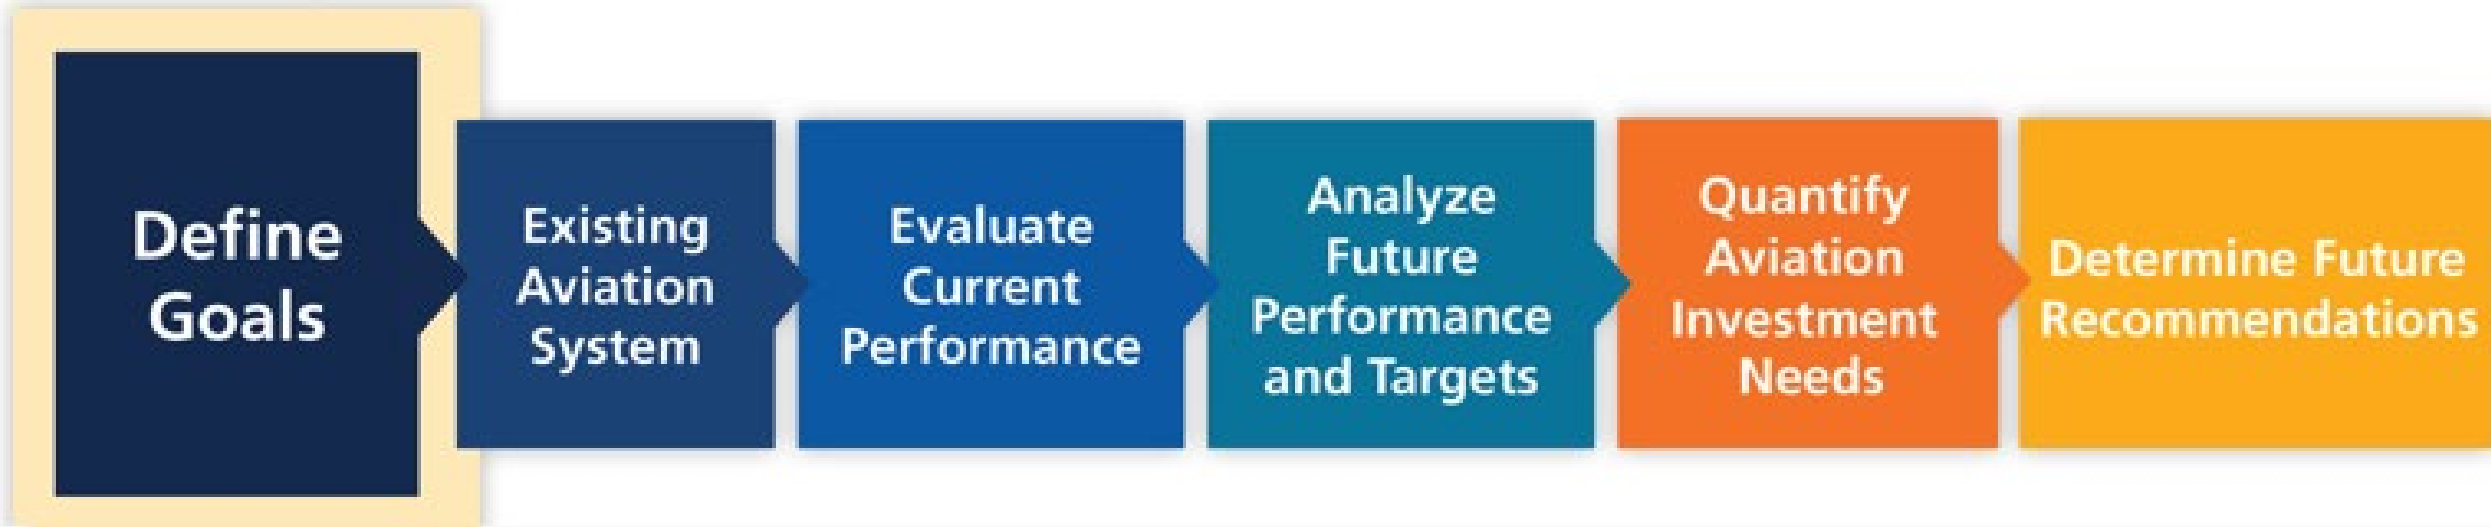 Define
Goals
Existing
Aviation
System
Evaluate
Current
Performance
Analyze
Future
Performance
and Targets
Quantify
Aviation
Investment
Needs
Determine Future
Recommendations